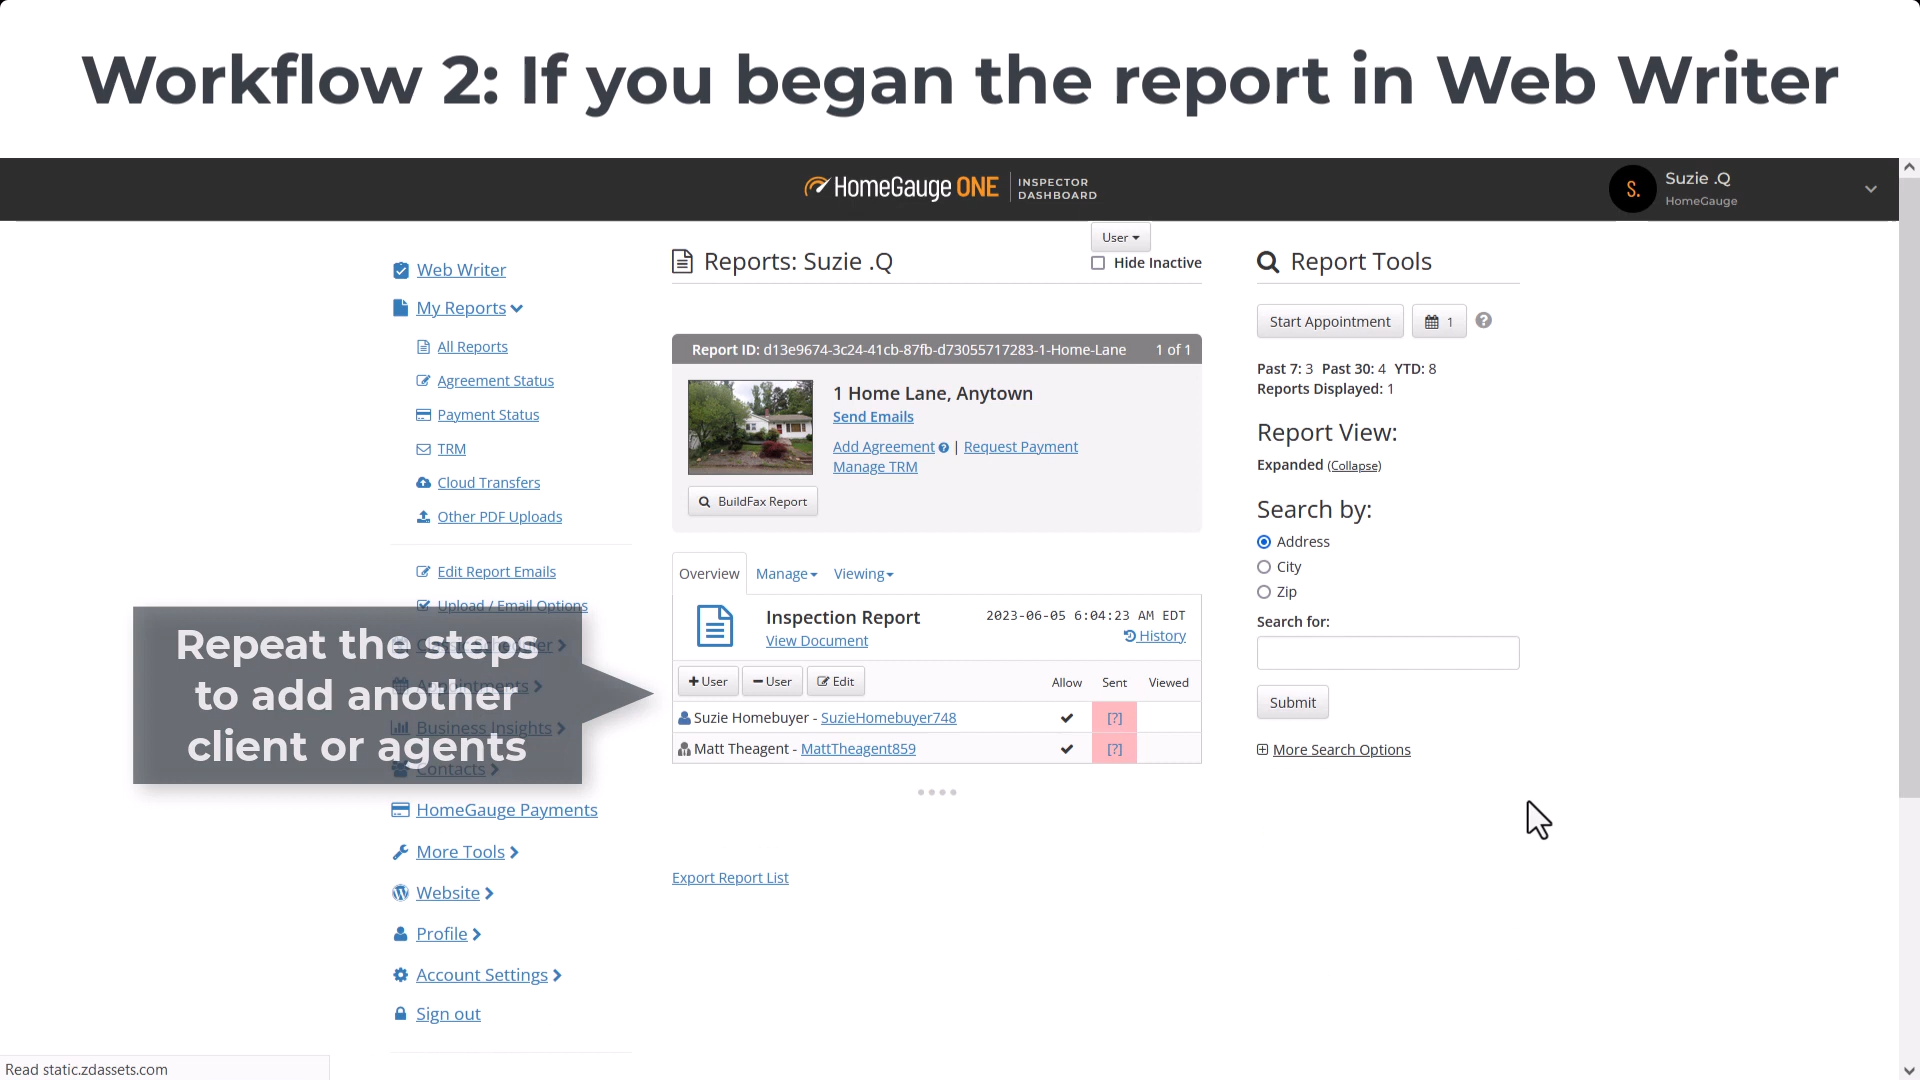 Workflow 2: If you began the report in Web Writer
HomeGauge ONE
INSPECTOR
DASHBOARD
S.
Suzie .Q
HomeGauge
Web Writer
My Reports
All Reports
Agreement Status
Payment Status
TRM
Cloud Transfers
Other PDF Uploads
Edit Report Emails
Upload / Email Options
Appointments
Business Insights
Contacts
HomeGauge Payments
More Tools
Website
Profile
Account Settings
Sign out
Repeat the steps
to add another
client or agents
User
Reports: Suzie .Q
Hide Inactive
Report ID: d13e9674-3c24-41cb-87fb-d73055717283-1-Home-Lane 1 of 1
1 Home Lane, Anytown
Send Emails
Add Agreement ? | Request Payment
Manage TRM
BuildFax Report
Overview Manage Viewing
Inspection Report 2023-06-05 6:04:23 AM EDT
View Document History
+ User − User Edit Allow Sent Viewed
Suzie Homebuyer - SuzieHomebuyer748 [?]
Matt Theagent - MattTheagent859 [?]
Export Report List
Report Tools
Start Appointment 1 ?
Past 7: 3 Past 30: 4 YTD: 8
Reports Displayed: 1
Report View:
Expanded (Collapse)
Search by:
Address
City
Zip
Search for:
Submit
More Search Options
Read static.zdassets.com